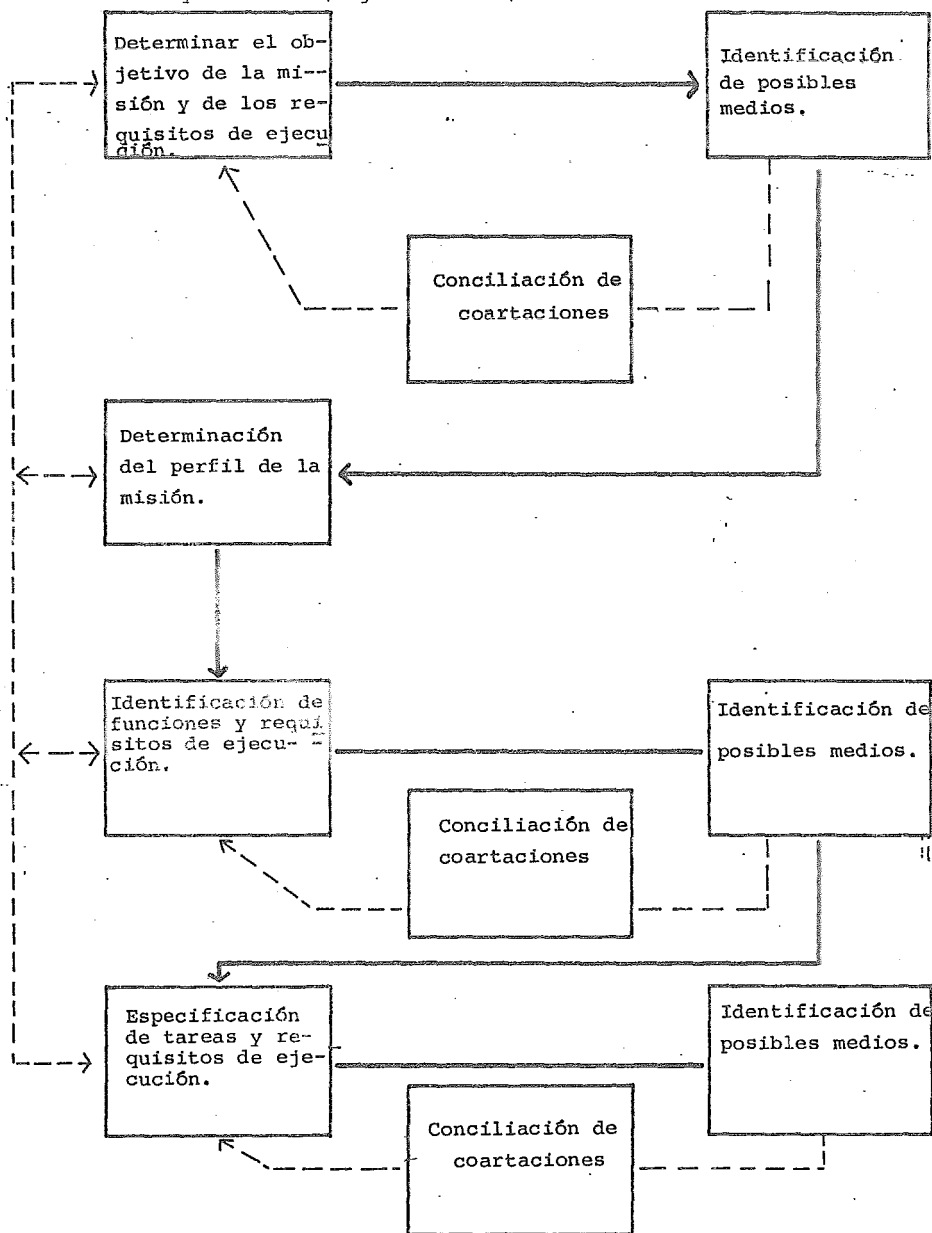 Determinar el ob-
jetivo de la mi--
sión y de los re-
quisitos de ejecu
ción.
Identificación
de posibles
medios.
Conciliación de
coartaciones
Determinación
del perfil de la
misión.
Identificación de
funciones y requi
sitos de ejecu-
ción.
Identificación de
posibles medios.
Conciliación de
coartaciones
Especificación
de tareas y re-
quisitos de eje-
cución.
Identificación de
posibles medios.
Conciliación de
coartaciones